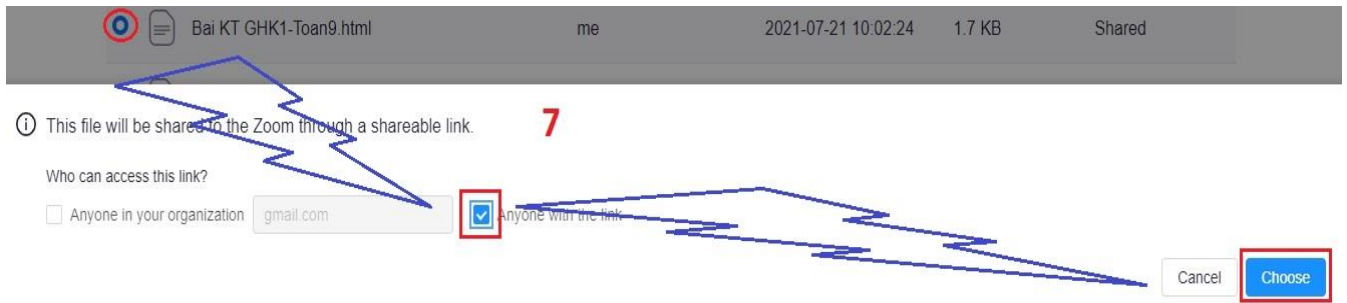 Bai KT GHK1-Toan9.html me 2021-07-21 10:02:24 1.7 KB Shared
This file will be shared to the Zoom through a shareable link. 7
Who can access this link?
Anyone in your organization gmail.com Anyone with the link
Cancel Choose